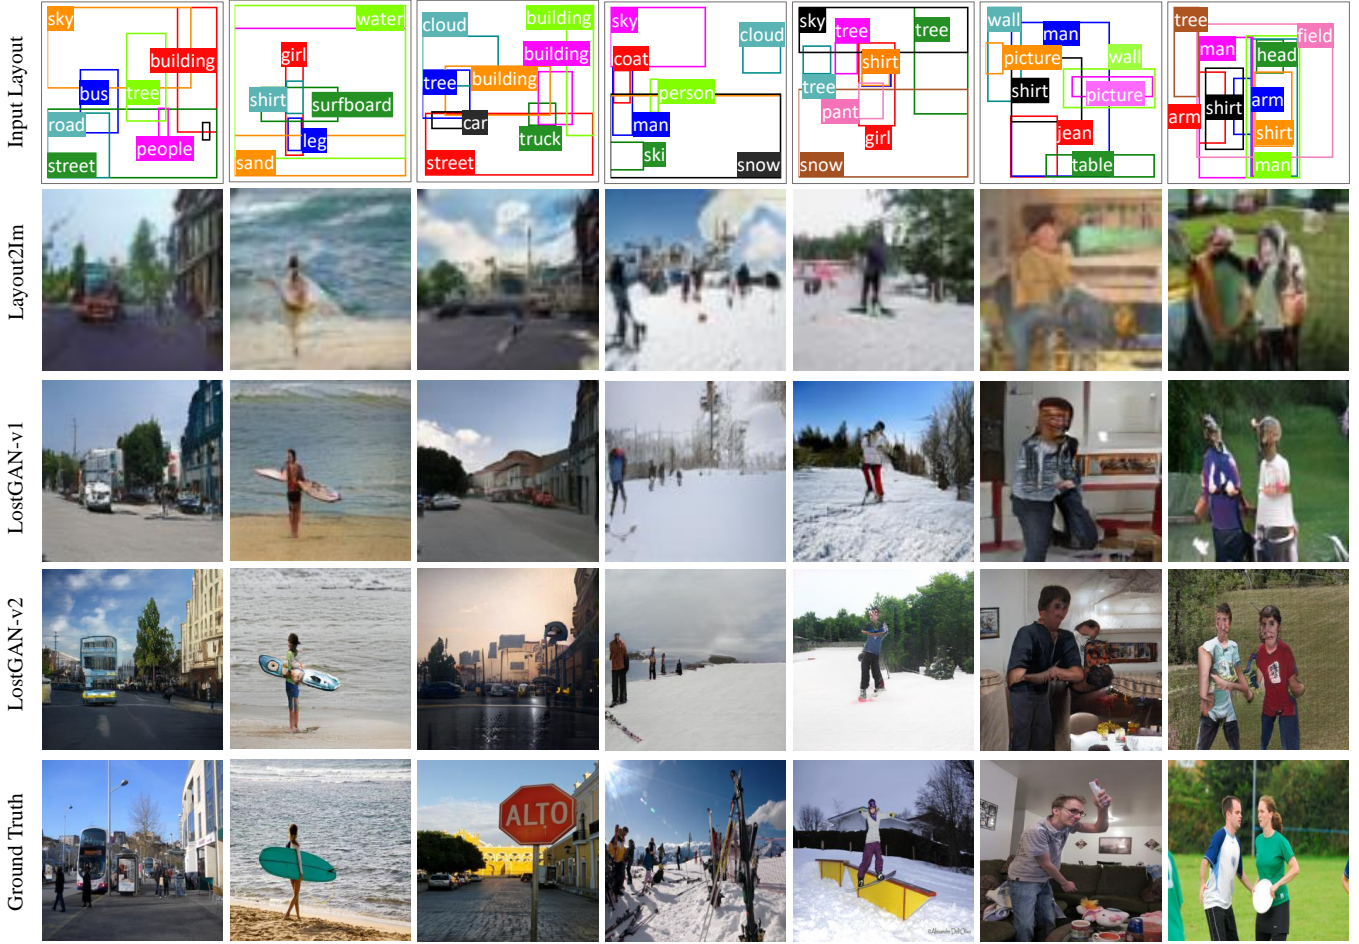 Input Layout
sky
building
bus
tree
road
people
street
water
girl
shirt
surfboard
leg
sand
cloud
building
building
building
tree
car
truck
street
sky
cloud
coat
person
man
ski
snow
sky
tree
tree
shirt
tree
pant
girl
snow
wall
man
picture
wall
shirt
picture
jean
table
tree
field
man
head
arm
shirt
arm
shirt
man
Layout2Im
LostGAN-v1
LostGAN-v2
Ground Truth
ALTO